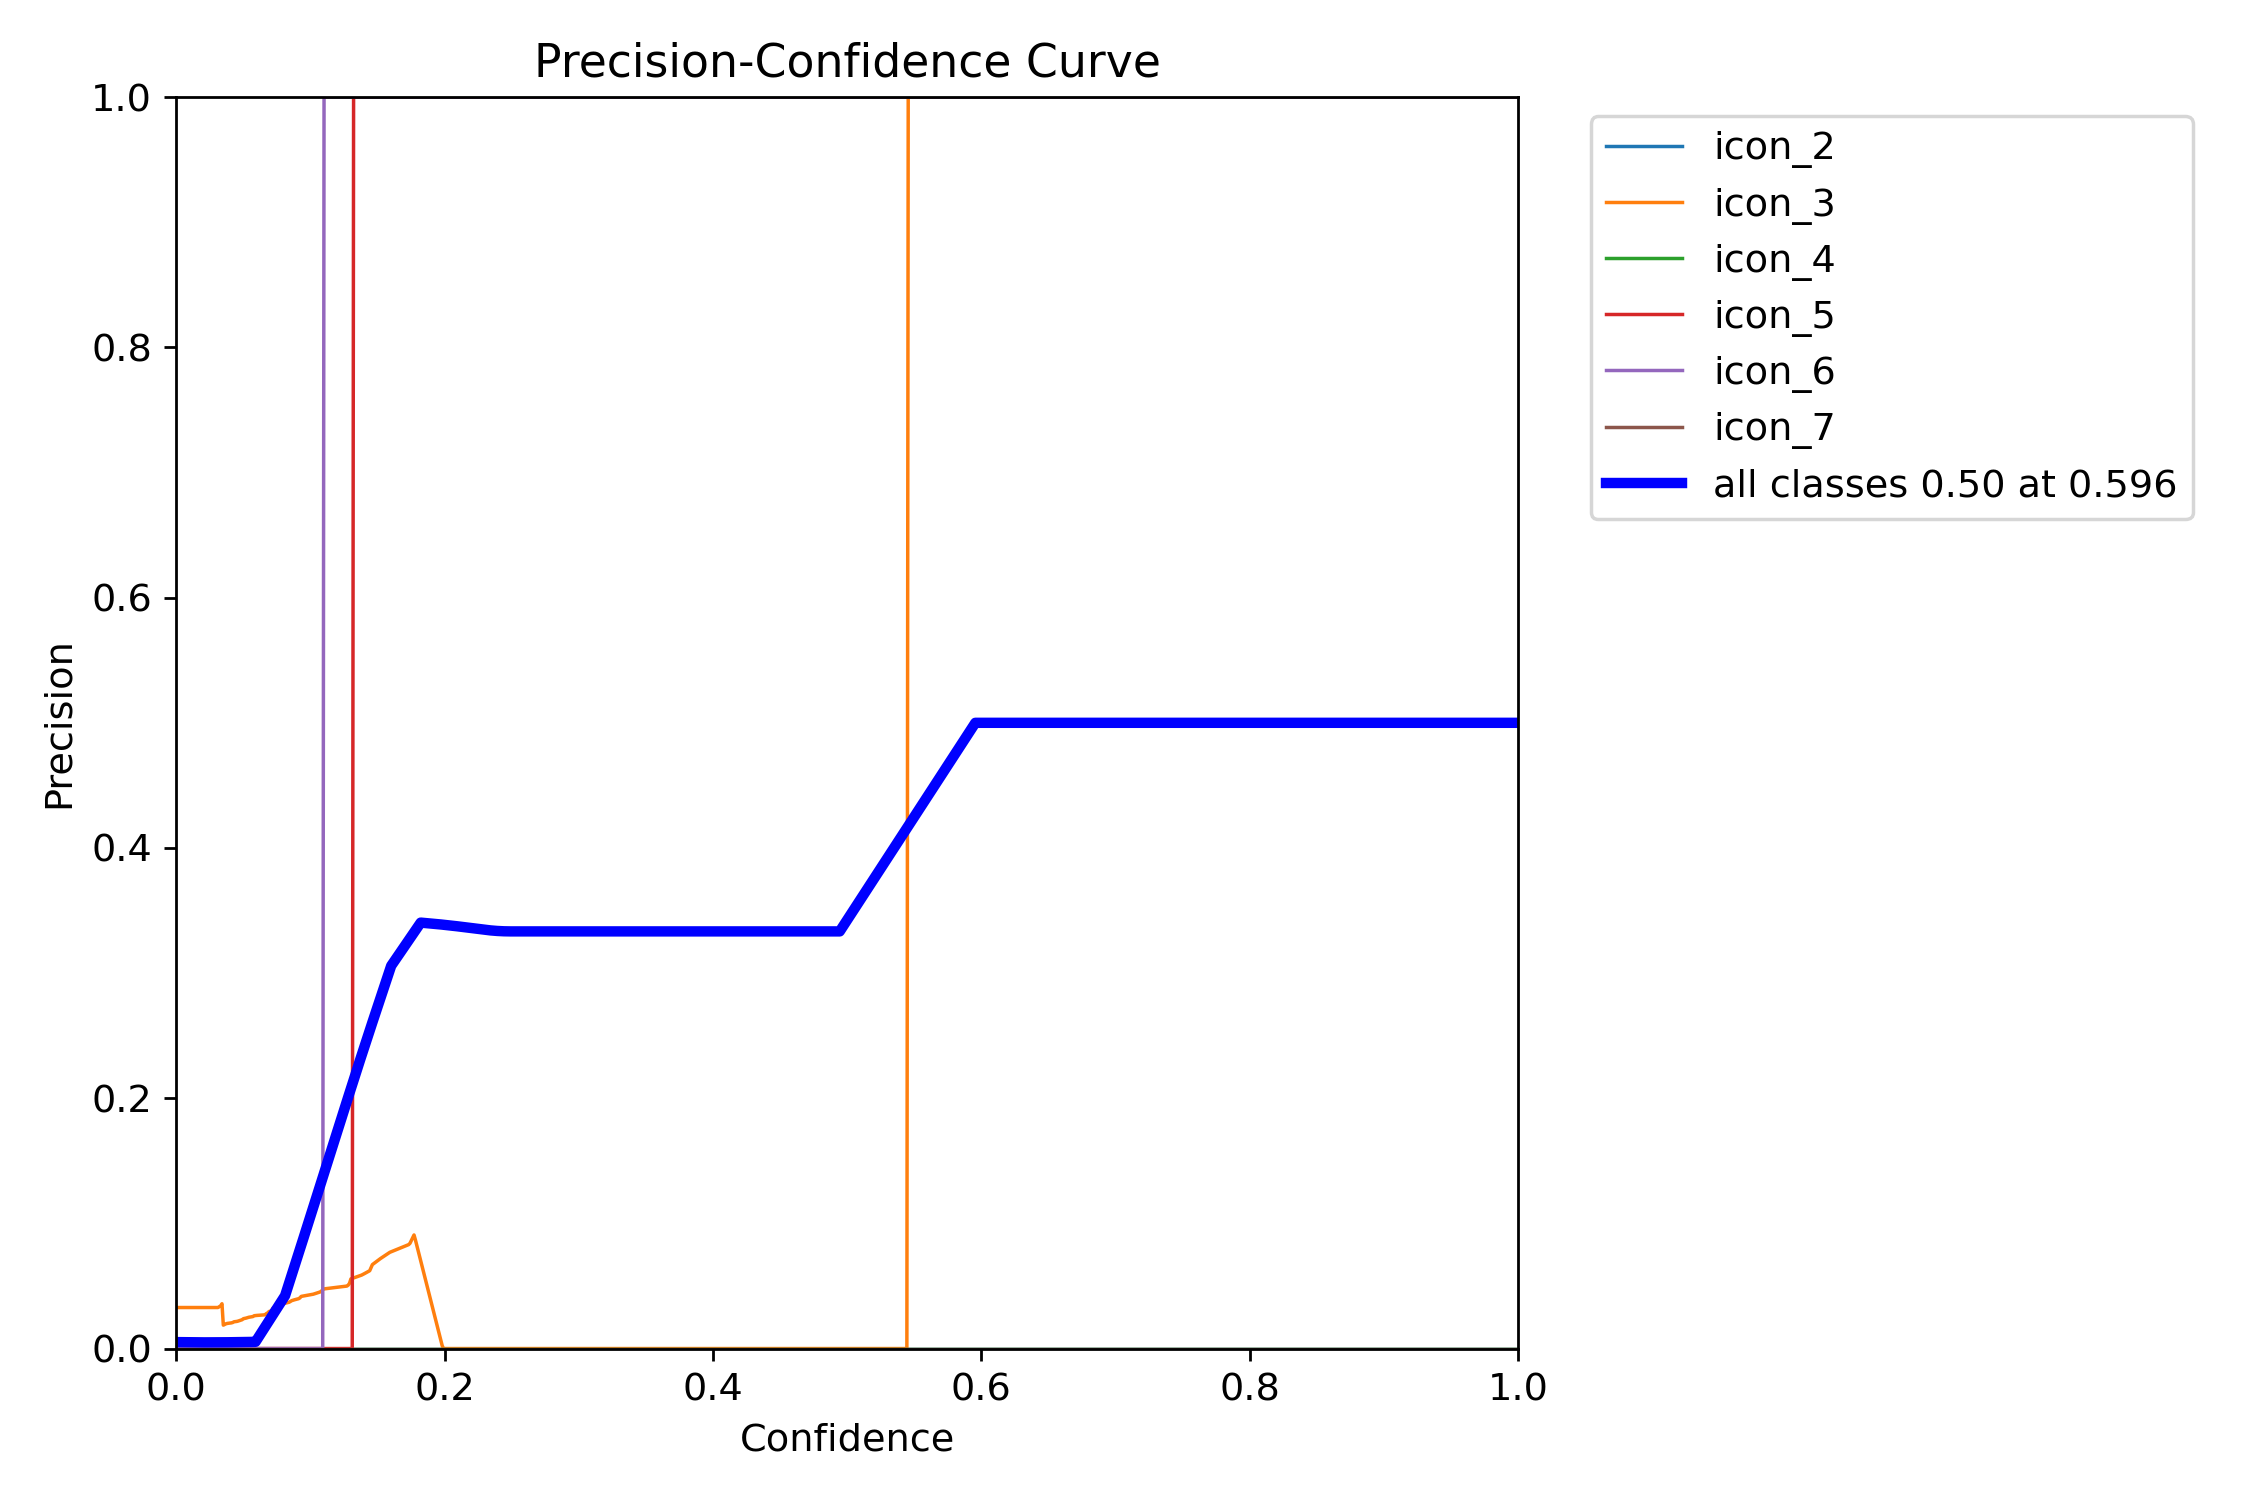 Precision-Confidence Curve
1.0
0.8
0.6
0.4
0.2
0.0
Precision
0.0 0.2 0.4 0.6 0.8 1.0
Confidence
icon_2
icon_3
icon_4
icon_5
icon_6
icon_7
all classes 0.50 at 0.596